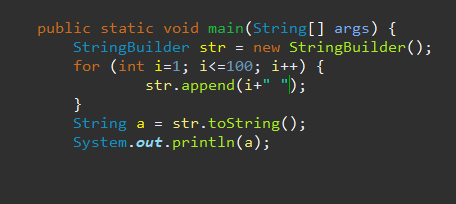 public static void main(String[] args) {
StringBuilder str = new StringBuilder();
for (int i=1; i<=100; i++) {
str.append(i+" ");
}
String a = str.toString();
System.out.println(a);